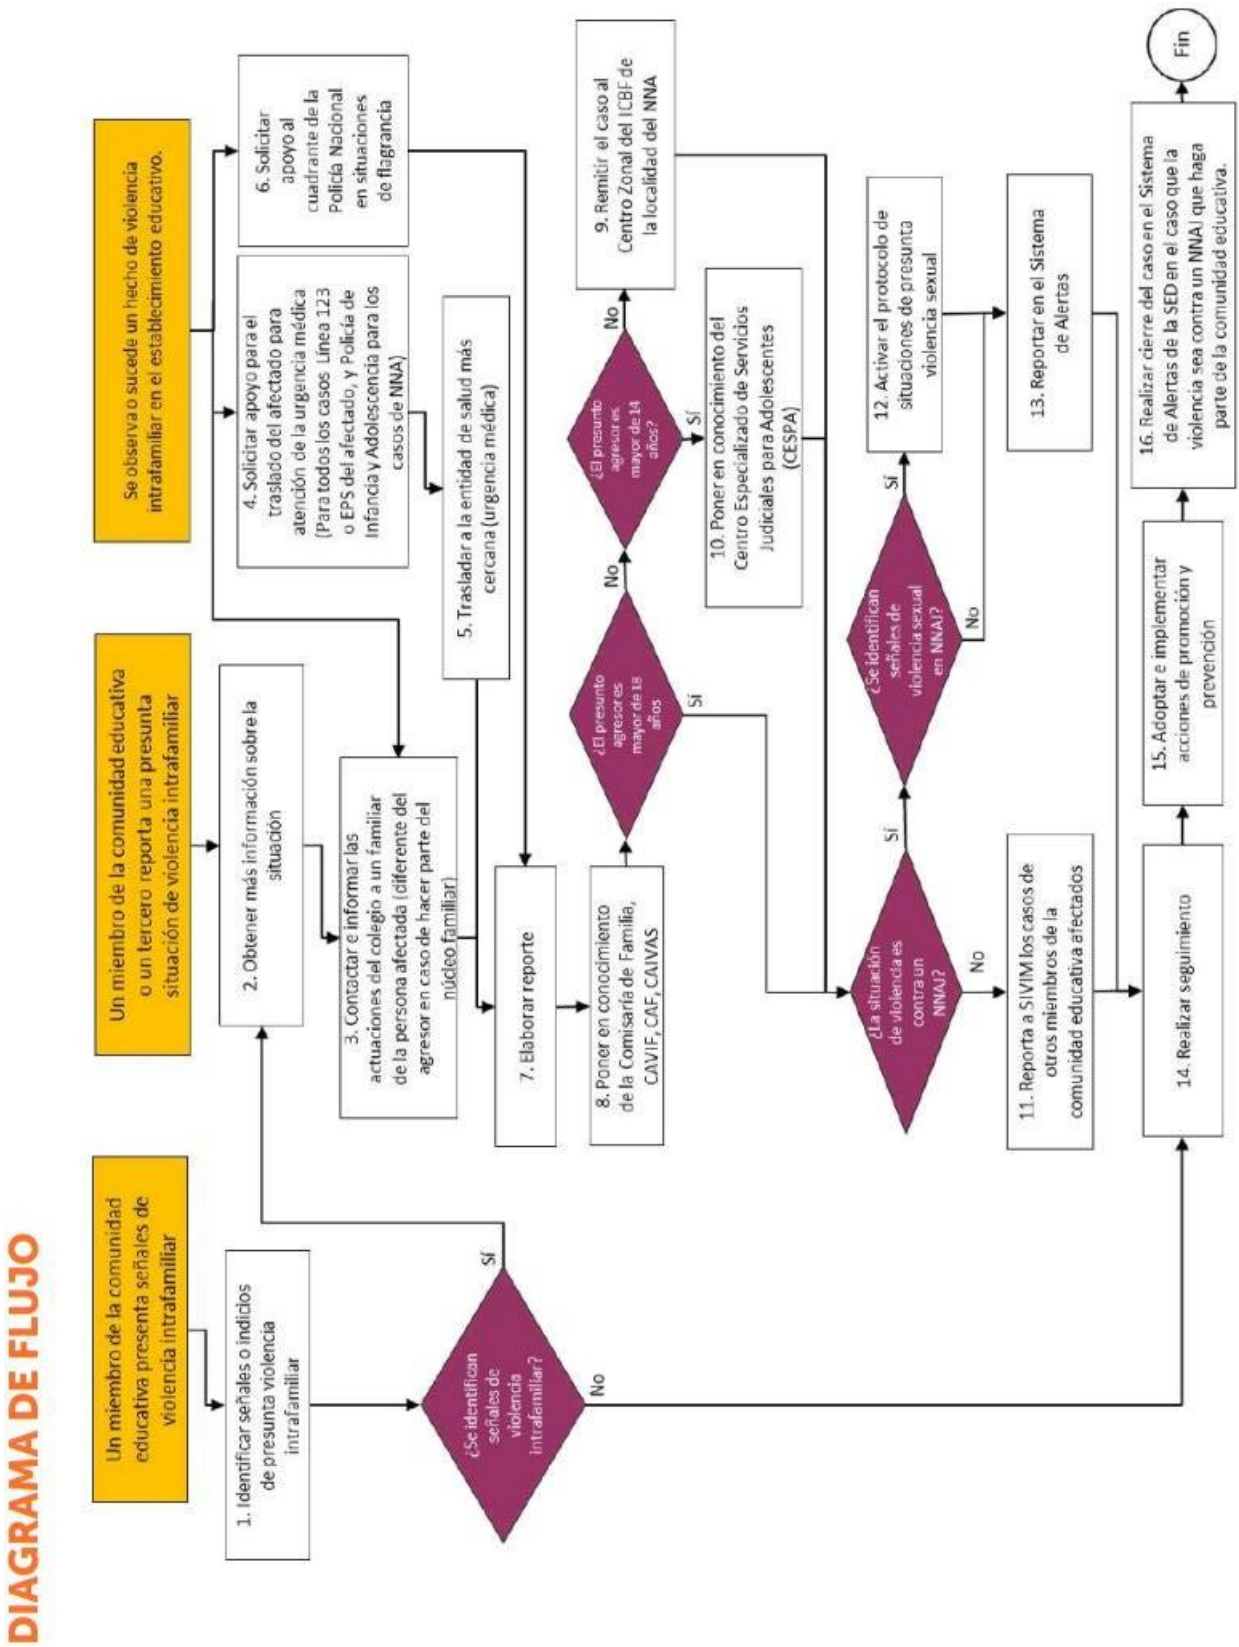 DIAGRAMA DE FLUJO
Un miembro de la comunidad
educativa presenta señales de
violencia intrafamiliar
Un miembro de la comunidad educativa
o un tercero reporta una presunta
situación de violencia intrafamiliar
Se observa o sucede un hecho de violencia
intrafamiliar en el establecimiento educativo.
1. Identificar señales o indicios
de presunta violencia
intrafamiliar
¿Se identifican
señales de
violencia
intrafamiliiar?
Sí
No
2. Obtener más información sobre la
situación
3. Contactar e informar las
actuaciones del colegio a un familiar
de la persona afectada (diferente del
agresor en caso de hacer parte del
núcleo familiar)
4. Solicitar apoyo para el
traslado del afectado para
atención de la urgencia médica
(Para todos los casos Línea 123
o EPS del afectado, y Policía de
Infancia y Adolescencia para los
casos de NNA)
5. Trasladar a la entidad de salud más
cercana (urgencia médica)
6. Solicitar
apoyo al
cuadrante de la
Policía Nacional
en situaciones
de flagrancia
7. Elaborar reporte
8. Poner en conocimiento
de la Comisaría de Familia,
CAVIF, CAF, CAIVAS
¿El presunto
agresor es
mayor de 18
años
No
Sí
¿El presunto
agresor es
mayor de 14
años?
No
Sí
9. Remitir el caso al
Centro Zonal del ICBF de
la localidad del NNA
10. Poner en conocimiento del
Centro Especializado de Servicios
Judiciales para Adolescentes
(CESPA)
¿La situación
de violencia es
contra un
NNAJ?
Sí
No
¿Se identifican
señales de
violencia sexual
en NNAJ?
Sí
No
11. Reporta a SIVIM los casos de
otros miembros de la
comunidad educativa afectados
12. Activar el protocolo de
situaciones de presunta
violencia sexual
13. Reportar en el Sistema
de Alertas
14. Realizar seguimiento
15. Adoptar e implementar
acciones de promoción y
prevención
16. Realizar cierre del caso en el Sistema
de Alertas de la SED en el caso que la
violencia sea contra un NNAJ que haga
parte de la comunidad educativa.
Fin